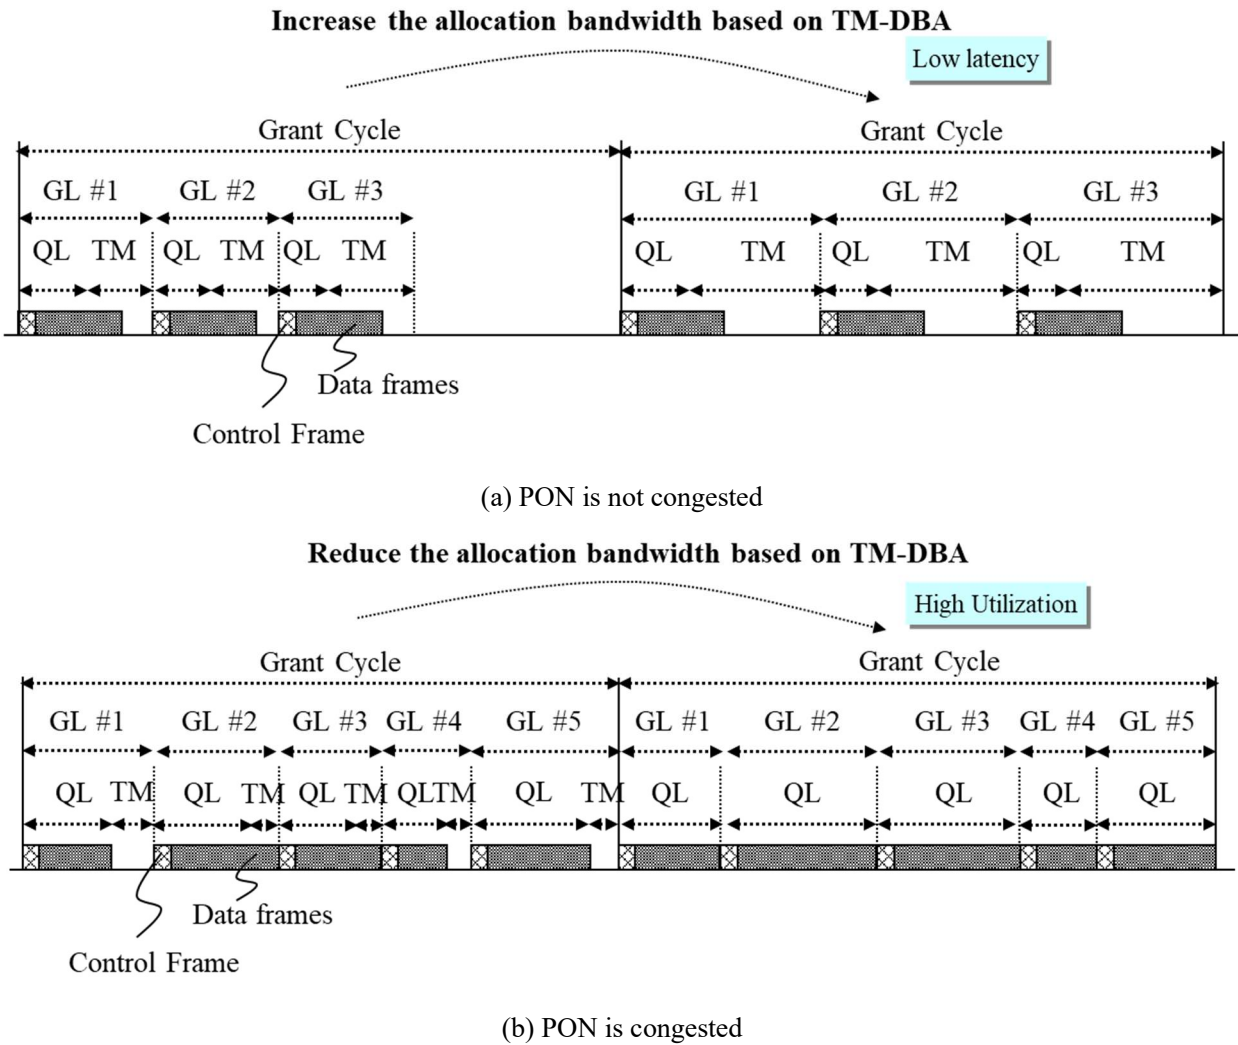 Increase the allocation bandwidth based on TM-DBA
Low latency
Grant Cycle Grant Cycle
GL #1 GL #2 GL #3 GL #1 GL #2 GL #3
QL TM QL TM QL TM QL TM QL TM QL TM
Data frames
Control Frame
(a) PON is not congested
Reduce the allocation bandwidth based on TM-DBA
High Utilization
Grant Cycle Grant Cycle
GL #1 GL #2 GL #3 GL #4 GL #5 GL #1 GL #2 GL #3 GL #4 GL #5
QL TM QL TM QL TM QL TM QL TM QL QL QL QL QL
Data frames
Control Frame
(b) PON is congested